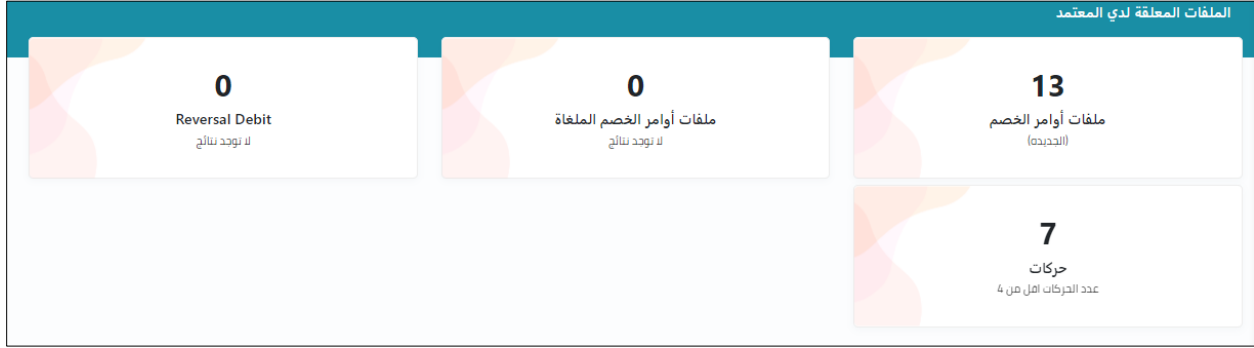 الملفات المعلقة لدي المعتمد
13
ملفات أوامر الخصم
(الجديده)
0
ملفات أوامر الخصم الملغاة
لا توجد نتائج
0
Reversal Debit
لا توجد نتائج
7
حركات
عدد الحركات اقل من 4